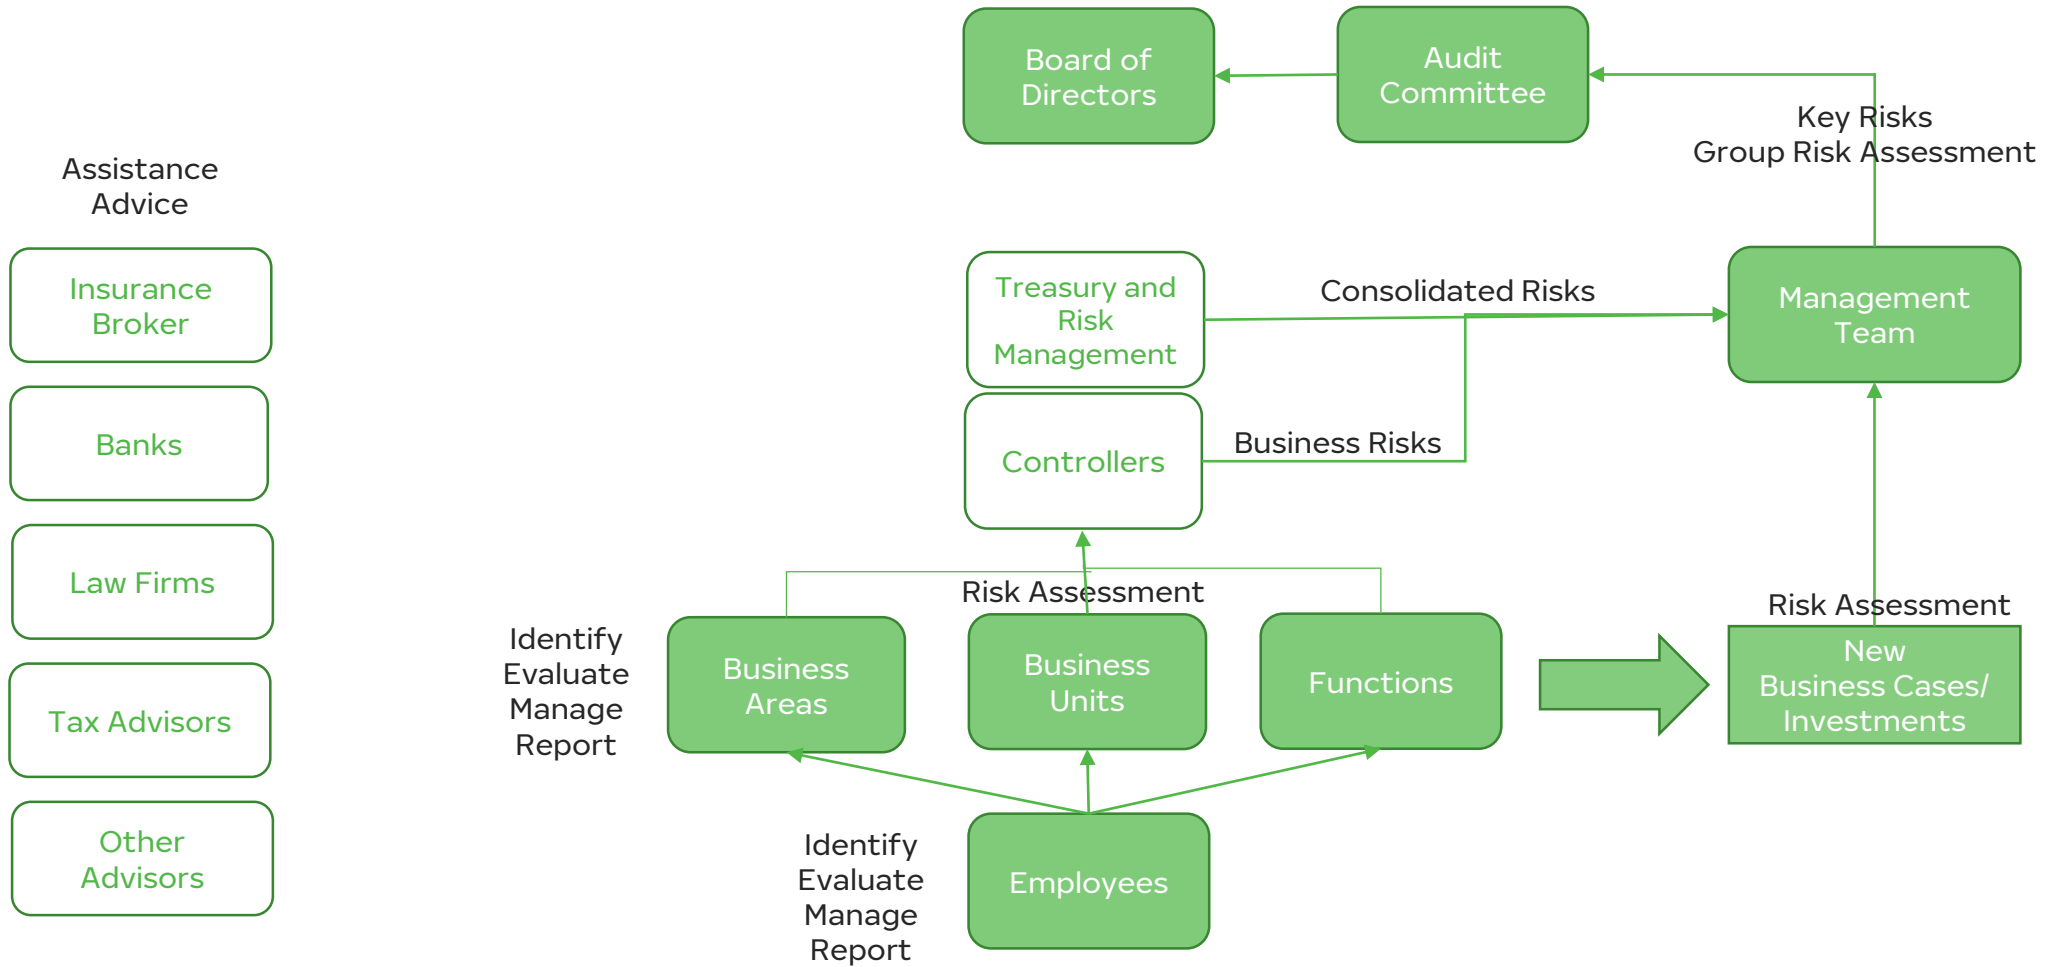 Board of
Directors
Audit
Committee
Key Risks
Group Risk Assessment
Assistance
Advice
Insurance
Broker
Banks
Law Firms
Tax Advisors
Other
Advisors
Treasury and
Risk
Management
Consolidated Risks
Management
Team
Controllers
Business Risks
Risk Assessment
Identify
Evaluate
Manage
Report
Business
Areas
Business
Units
Functions
Risk Assessment
New
Business Cases/
Investments
Identify
Evaluate
Manage
Report
Employees